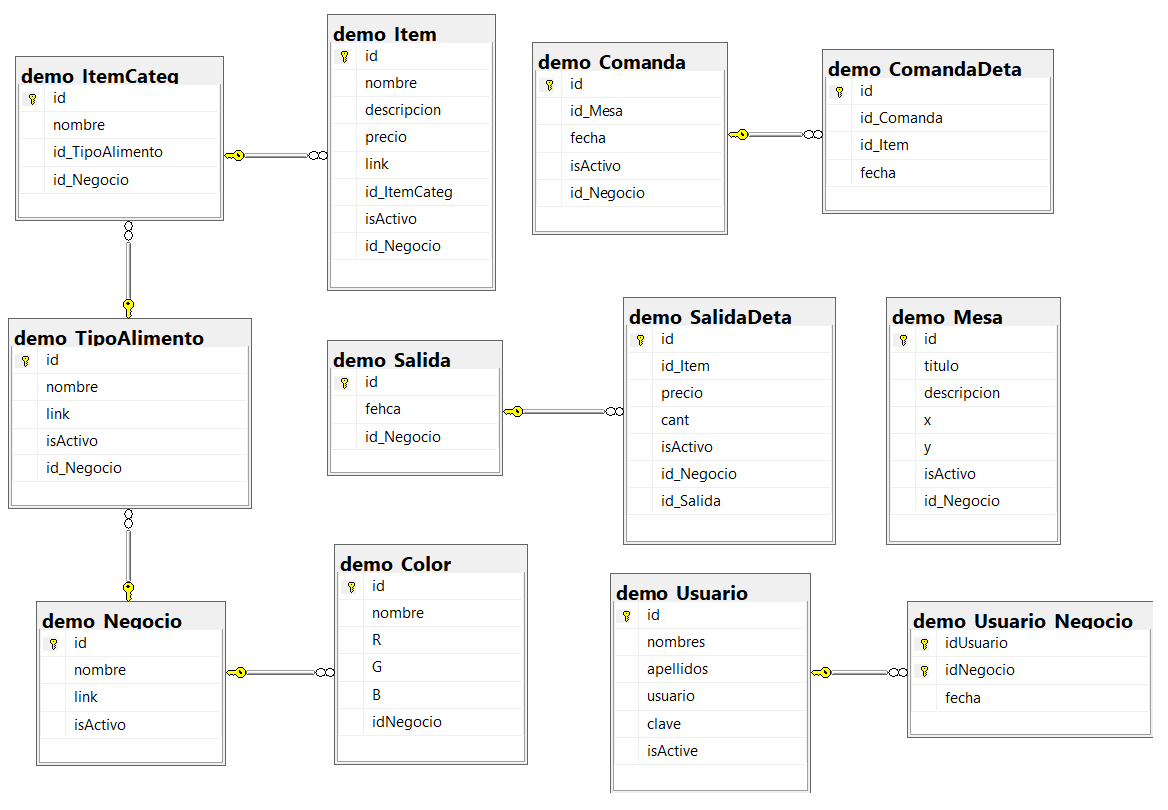 demo_ItemCateg
id
nombre
id_TipoAlimento
id_Negocio
demo_Item
id
nombre
descripcion
precio
link
id_ItemCateg
isActivo
id_Negocio
demo_Comanda
id
id_Mesa
fecha
isActivo
id_Negocio
demo_ComandaDeta
id
id_Comanda
id_Item
fecha
demo_TipoAlimento
id
nombre
link
isActivo
id_Negocio
demo_Salida
id
fehca
id_Negocio
demo_SalidaDeta
id
id_Item
precio
cant
isActivo
id_Negocio
id_Salida
demo_Mesa
id
titulo
descripcion
x
y
isActivo
id_Negocio
demo_Negocio
id
nombre
link
isActivo
demo_Color
id
nombre
R
G
B
idNegocio
demo_Usuario
id
nombres
apellidos
usuario
clave
isActive
demo_Usuario_Negocio
idUsuario
idNegocio
fecha